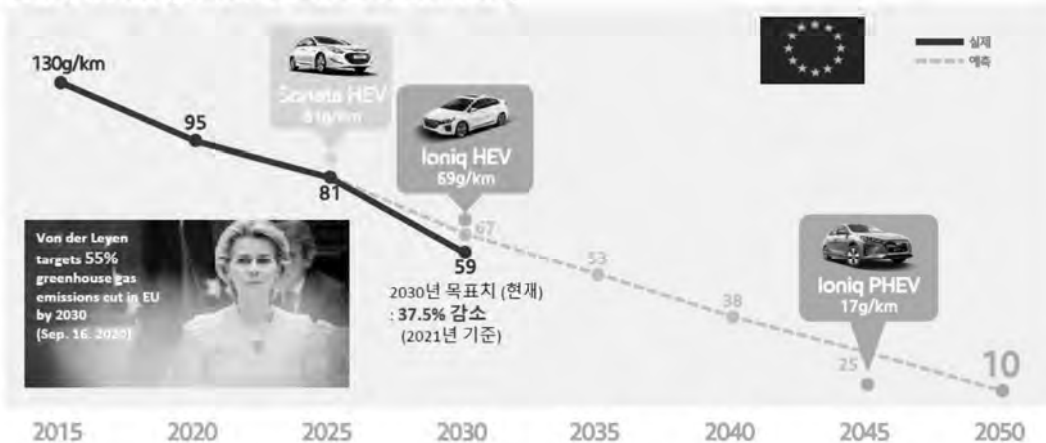 실제
예측
130g/km
95
81
Sonata HEV
Ioniq HEV
69g/km
67
59
2030년 목표치 (현재)
: 37.5% 감소
(2021년 기준)
53
38
Ioniq PHEV
17g/km
25
10
Von der Leyen
targets 55%
greenhouse gas
emissions cut in EU
by 2030
(Sep. 16. 2020)
2015 2020 2025 2030 2035 2040 2045 2050